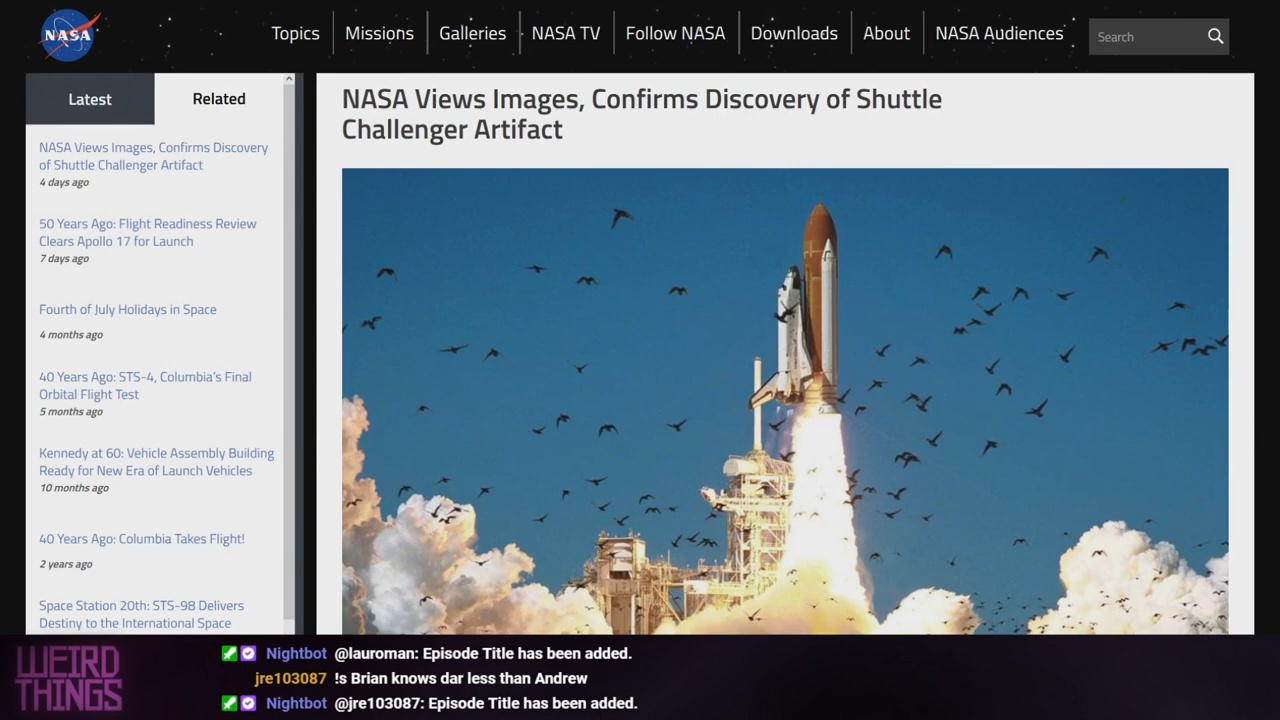 NASA
Topics
Missions
Galleries
NASA TV
Follow NASA
Downloads
About
NASA Audiences
Search
Latest
Related
NASA Views Images, Confirms Discovery
of Shuttle Challenger Artifact
4 days ago
50 Years Ago: Flight Readiness Review
Clears Apollo 17 for Launch
7 days ago
Fourth of July Holidays in Space
4 months ago
40 Years Ago: STS-4, Columbia’s Final
Orbital Flight Test
5 months ago
Kennedy at 60: Vehicle Assembly Building
Ready for New Era of Launch Vehicles
10 months ago
40 Years Ago: Columbia Takes Flight!
2 years ago
Space Station 20th: STS-98 Delivers
Destiny to the International Space
NASA Views Images, Confirms Discovery of Shuttle
Challenger Artifact
WEIRD
THINGS
Nightbot @lauroman: Episode Title has been added.
jre103087 !s Brian knows dar less than Andrew
Nightbot @jre103087: Episode Title has been added.